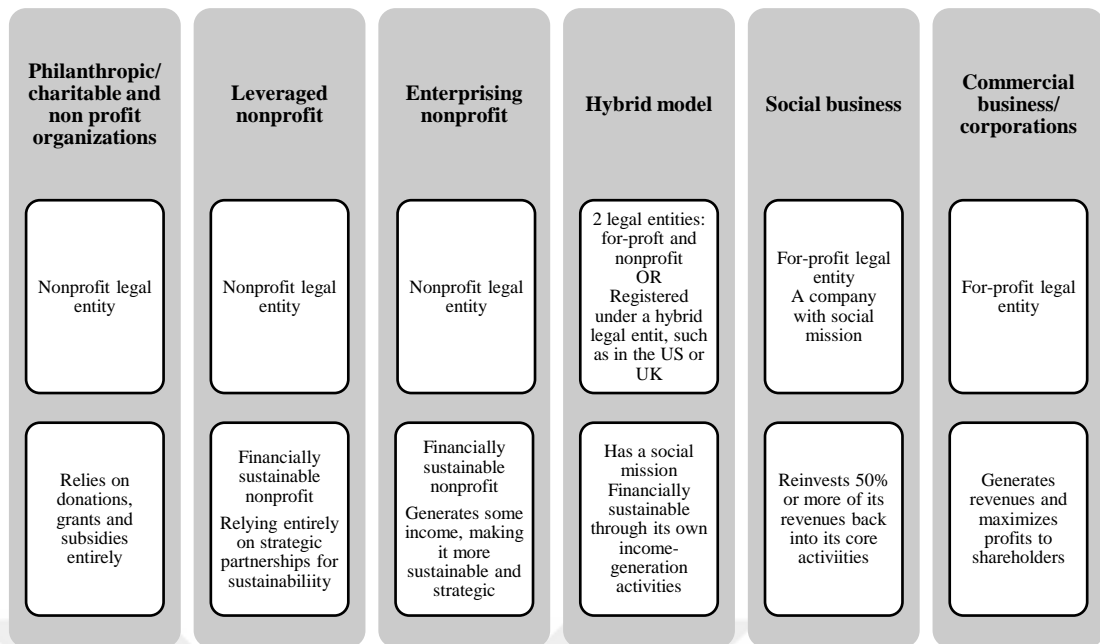 Philanthropic/
charitable and
non profit
organizations
Nonprofit legal
entity
Relies on
donations,
grants and
subsidies
entirely
Leveraged
nonprofit
Nonprofit legal
entity
Financially
sustainable
nonprofit
Relying entirely
on strategic
partnerships for
sustainabiliity
Enterprising
nonprofit
Nonprofit legal
entity
Financially
sustainable
nonprofit
Generates some
income, making
it more
sustainable and
strategic
Hybrid model
2 legal entities:
for-proft and
nonprofit
OR
Registered
under a hybrid
legal entit, such
as in the US or
UK
Has a social
mission
Financially
sustainable
through its own
income-
generation
activities
Social business
For-profit legal
entity
A company
with social
mission
Reinvests 50%
or more of its
revenues back
into its core
activiities
Commercial
business/
corporations
For-profit legal
entity
Generates
revenues and
maximizes
profits to
shareholders